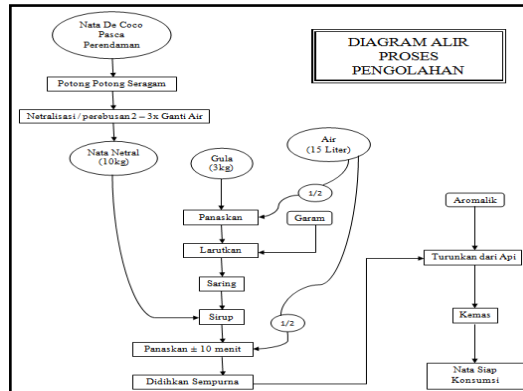 DIAGRAM ALIR
PROSES
PENGOLAHAN
Nata De Coco
Pasca
Perendaman
Potong Potong Seragam
Netralisasi / perebusan 2 – 3x Ganti Air
Nata Netral
(10kg)
Gula
(3kg)
Air
(15 Liter)
1/2
Panaskan
Garam
Larutkan
Saring
Sirup
1/2
Panaskan ± 10 menit
Didihkan Sempurna
Aromalik
Turunkan dari Api
Kemas
Nata Siap
Konsumsi